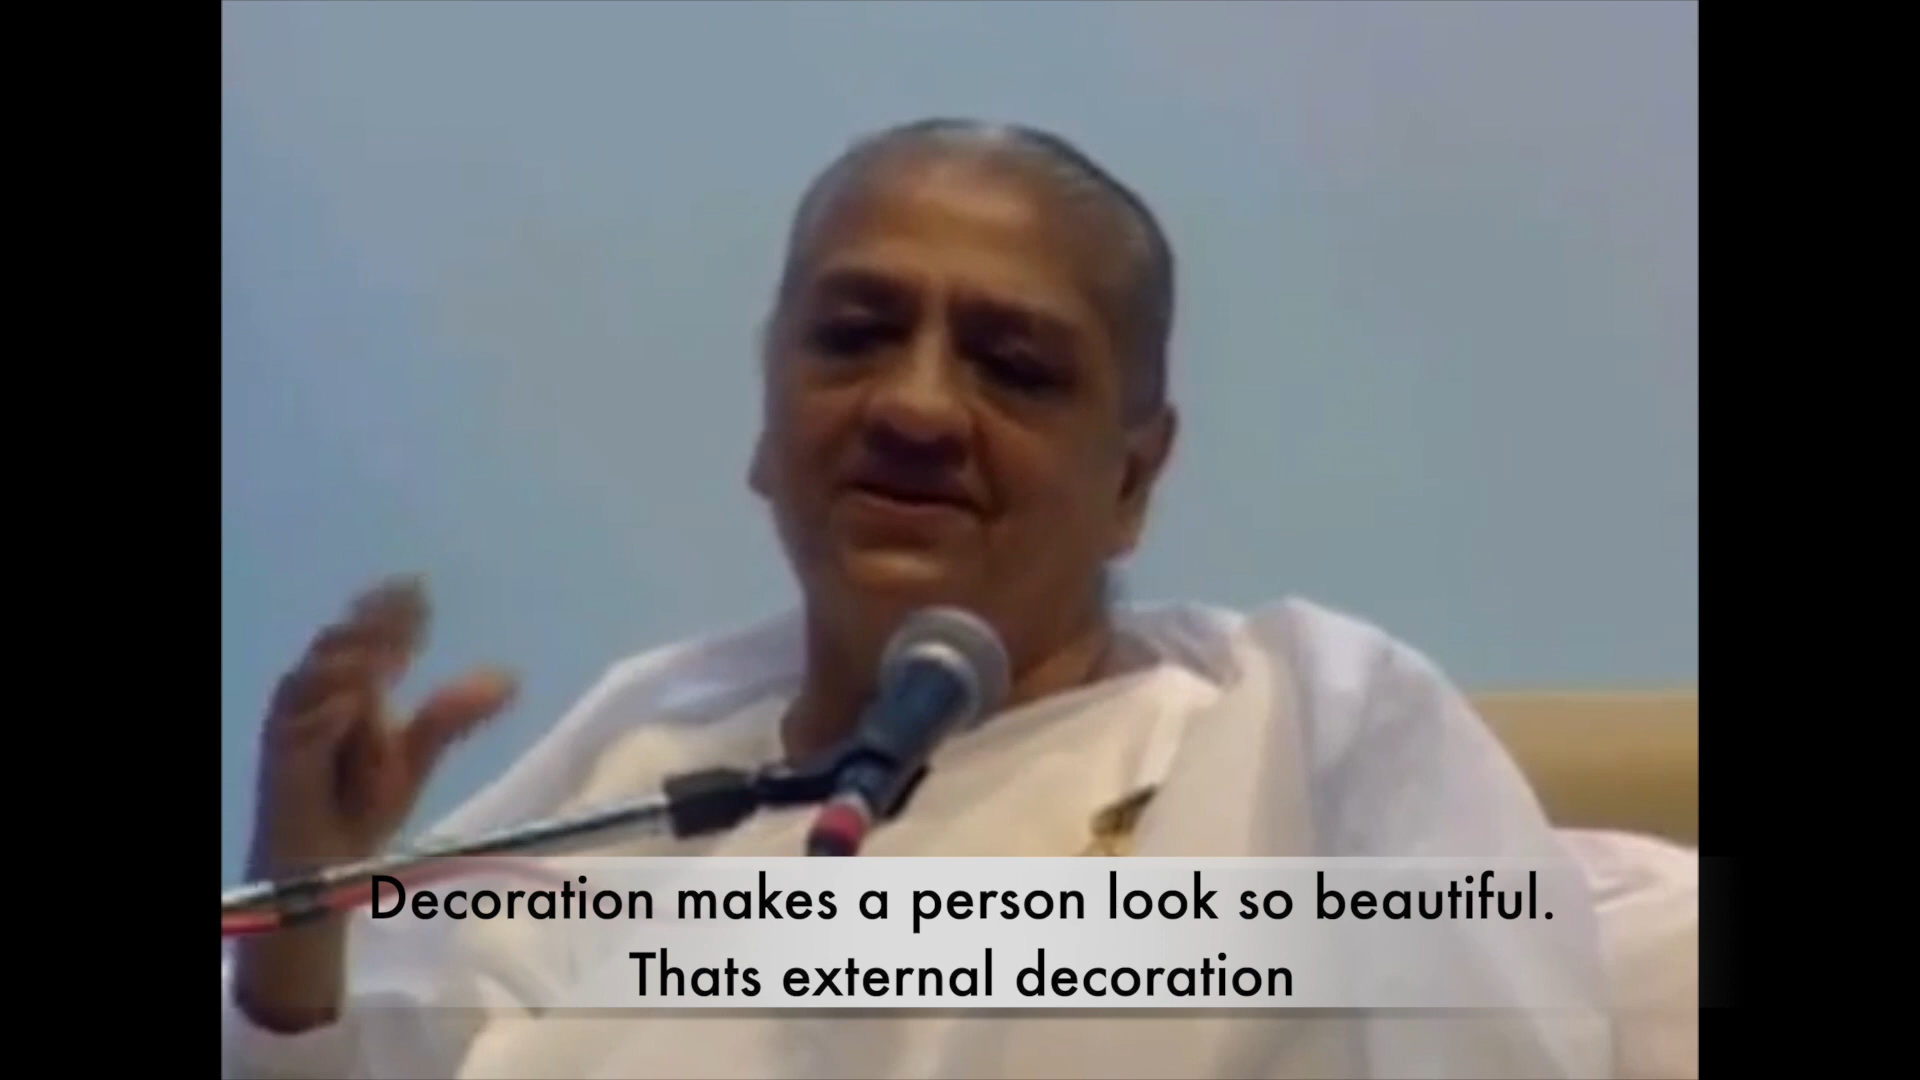 Decoration makes a person look so beautiful.
Thats external decoration